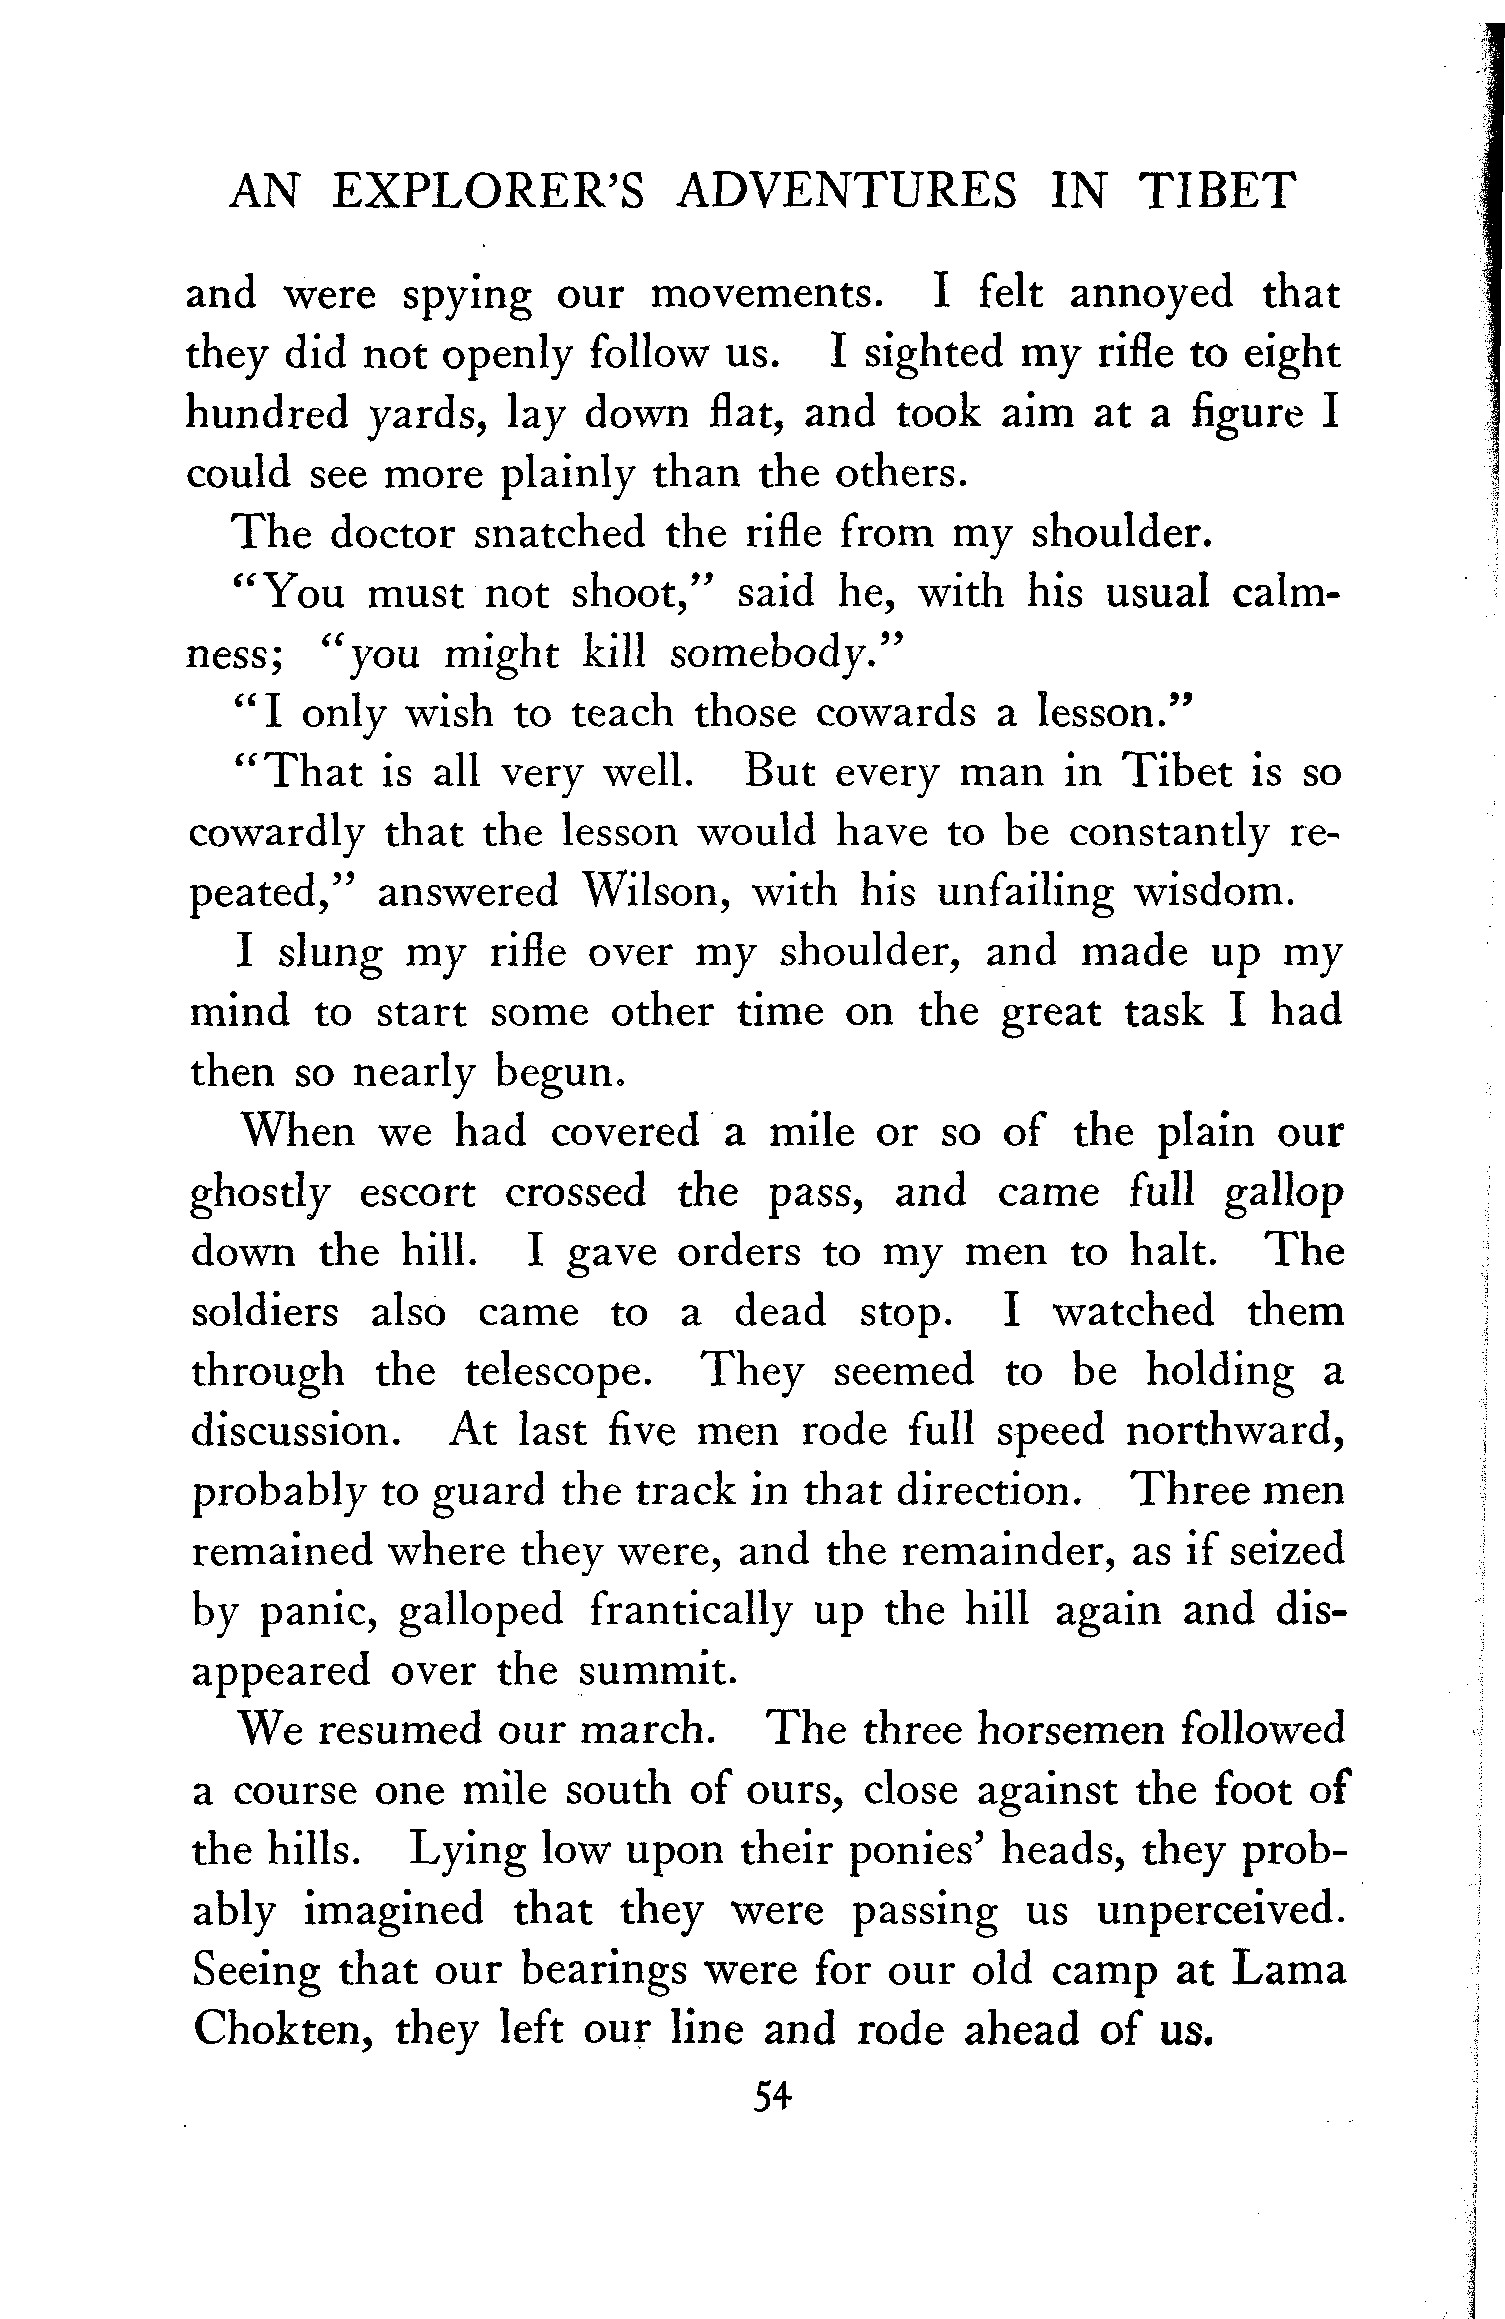 AN EXPLORER'S ADVENTURES IN TIBET
and were spying our movements. I felt annoyed that
they did not openly follow us. I sighted my rifle to eight
hundred yards, lay down flat, and took aim at a figure I
could see more plainly than the others.
The doctor snatched the rifle from my shoulder.
"You must not shoot," said he, with his usual calm-
ness; "you might kill somebody."
"I only wish to teach those cowards a lesson."
"That is all very well. But every man in Tibet is so
cowardly that the lesson would have to be constantly re-
peated," answered Wilson, with his unfailing wisdom.
I slung my rifle over my shoulder, and made up my
mind to start some other time on the great task I had
then so nearly begun.
When we had covered a mile or so of the plain our
ghostly escort crossed the pass, and came full gallop
down the hill. I gave orders to my men to halt. The
soldiers also came to a dead stop. I watched them
through the telescope. They seemed to be holding a
discussion. At last five men rode full speed northward,
probably to guard the track in that direction. Three men
remained where they were, and the remainder, as if seized
by panic, galloped frantically up the hill again and dis-
appeared over the summit.
We resumed our march. The three horsemen followed
a course one mile south of ours, close against the foot of
the hills. Lying low upon their ponies' heads, they prob-
ably imagined that they were passing us unperceived.
Seeing that our bearings were for our old camp at Lama
Chokten, they left our line and rode ahead of us.
54